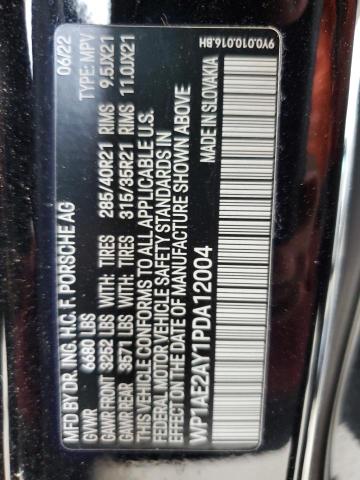 MFD BY DR. ING. H.C. F. PORSCHE AG 06/22
GVWR 6680 LBS TYPE: MPV
GAWR FRONT 3252 LBS WITH: TIRES 285/40R21 RIMS 9.5JX21
GAWR REAR 3571 LBS WITH: TIRES 315/35R21 RIMS 11.0JX21
THIS VEHICLE CONFORMS TO ALL APPLICABLE U.S.
FEDERAL MOTOR VEHICLE SAFETY STANDARDS IN
EFFECT ON THE DATE OF MANUFACTURE SHOWN ABOVE
WP1AE2AY1PDA12004 MADE IN SLOVAKIA
9Y0.010.016.BH